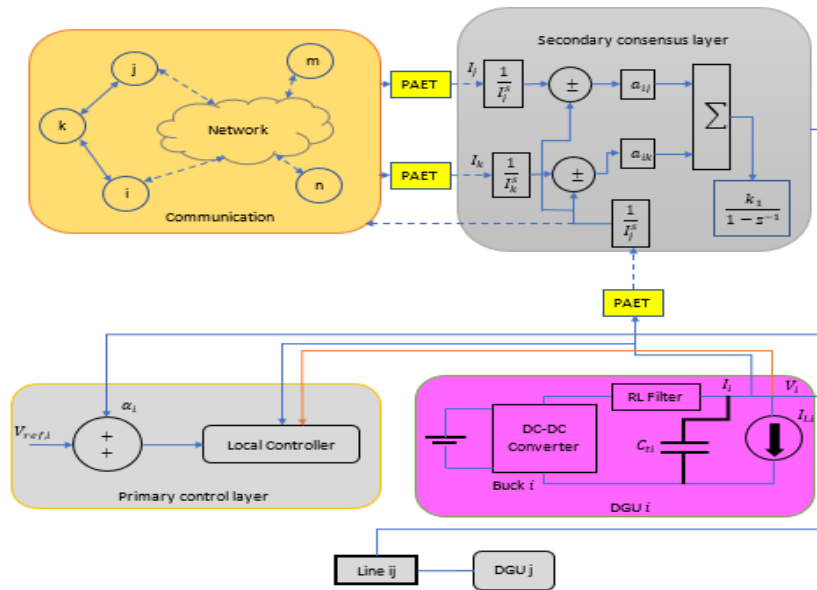 j
m
k
Network
i
n
Communication
PAET
PAET
Secondary consensus layer
I_j
1
I_j^s
±
a_ij
∑
I_k
1
I_k^s
±
a_ik
k_1
1 − s^−1
1
I_j^s
PAET
α_i
V_ref,i
+
+
Local Controller
Primary control layer
RL Filter
I_i
V_i
DC-DC
Converter
C_ti
Buck i
DGU i
Line ij
DGU j